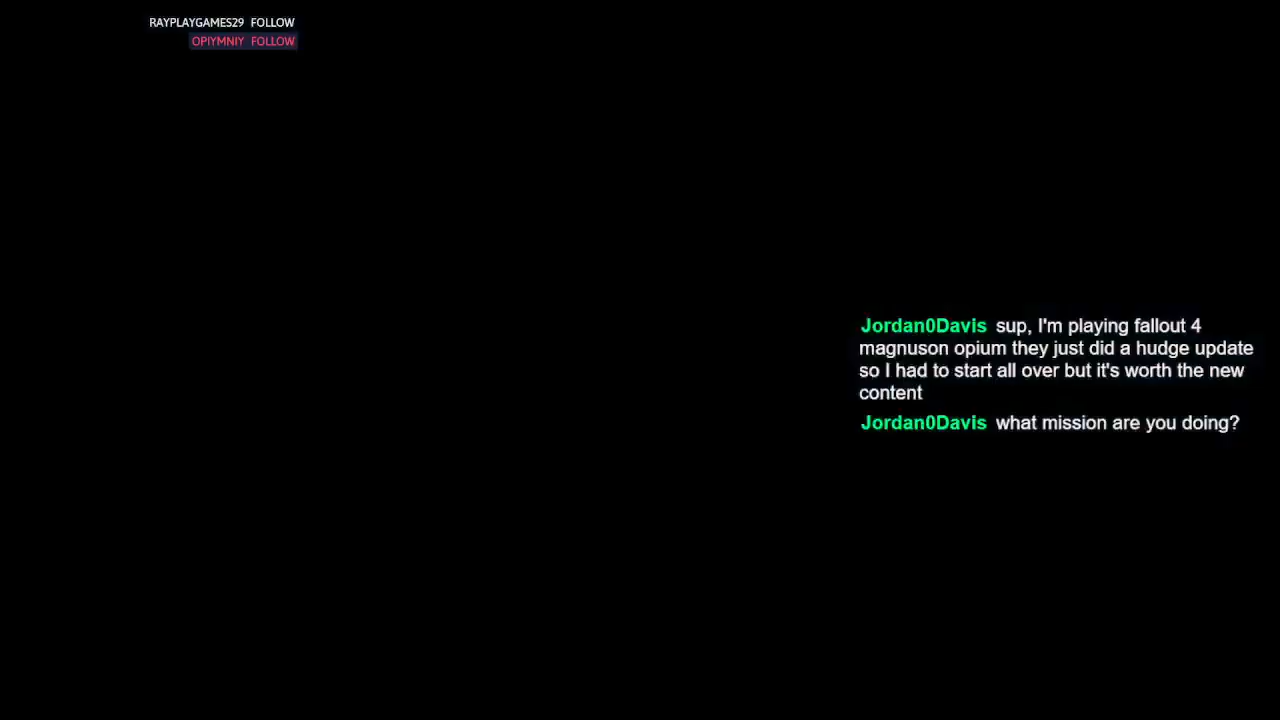 RAYPLAYGAMES29 FOLLOW
OPIYMNIY FOLLOW
Jordan0Davis sup, I'm playing fallout 4
magnuson opium they just did a hudge update
so I had to start all over but it's worth the new
content
Jordan0Davis what mission are you doing?